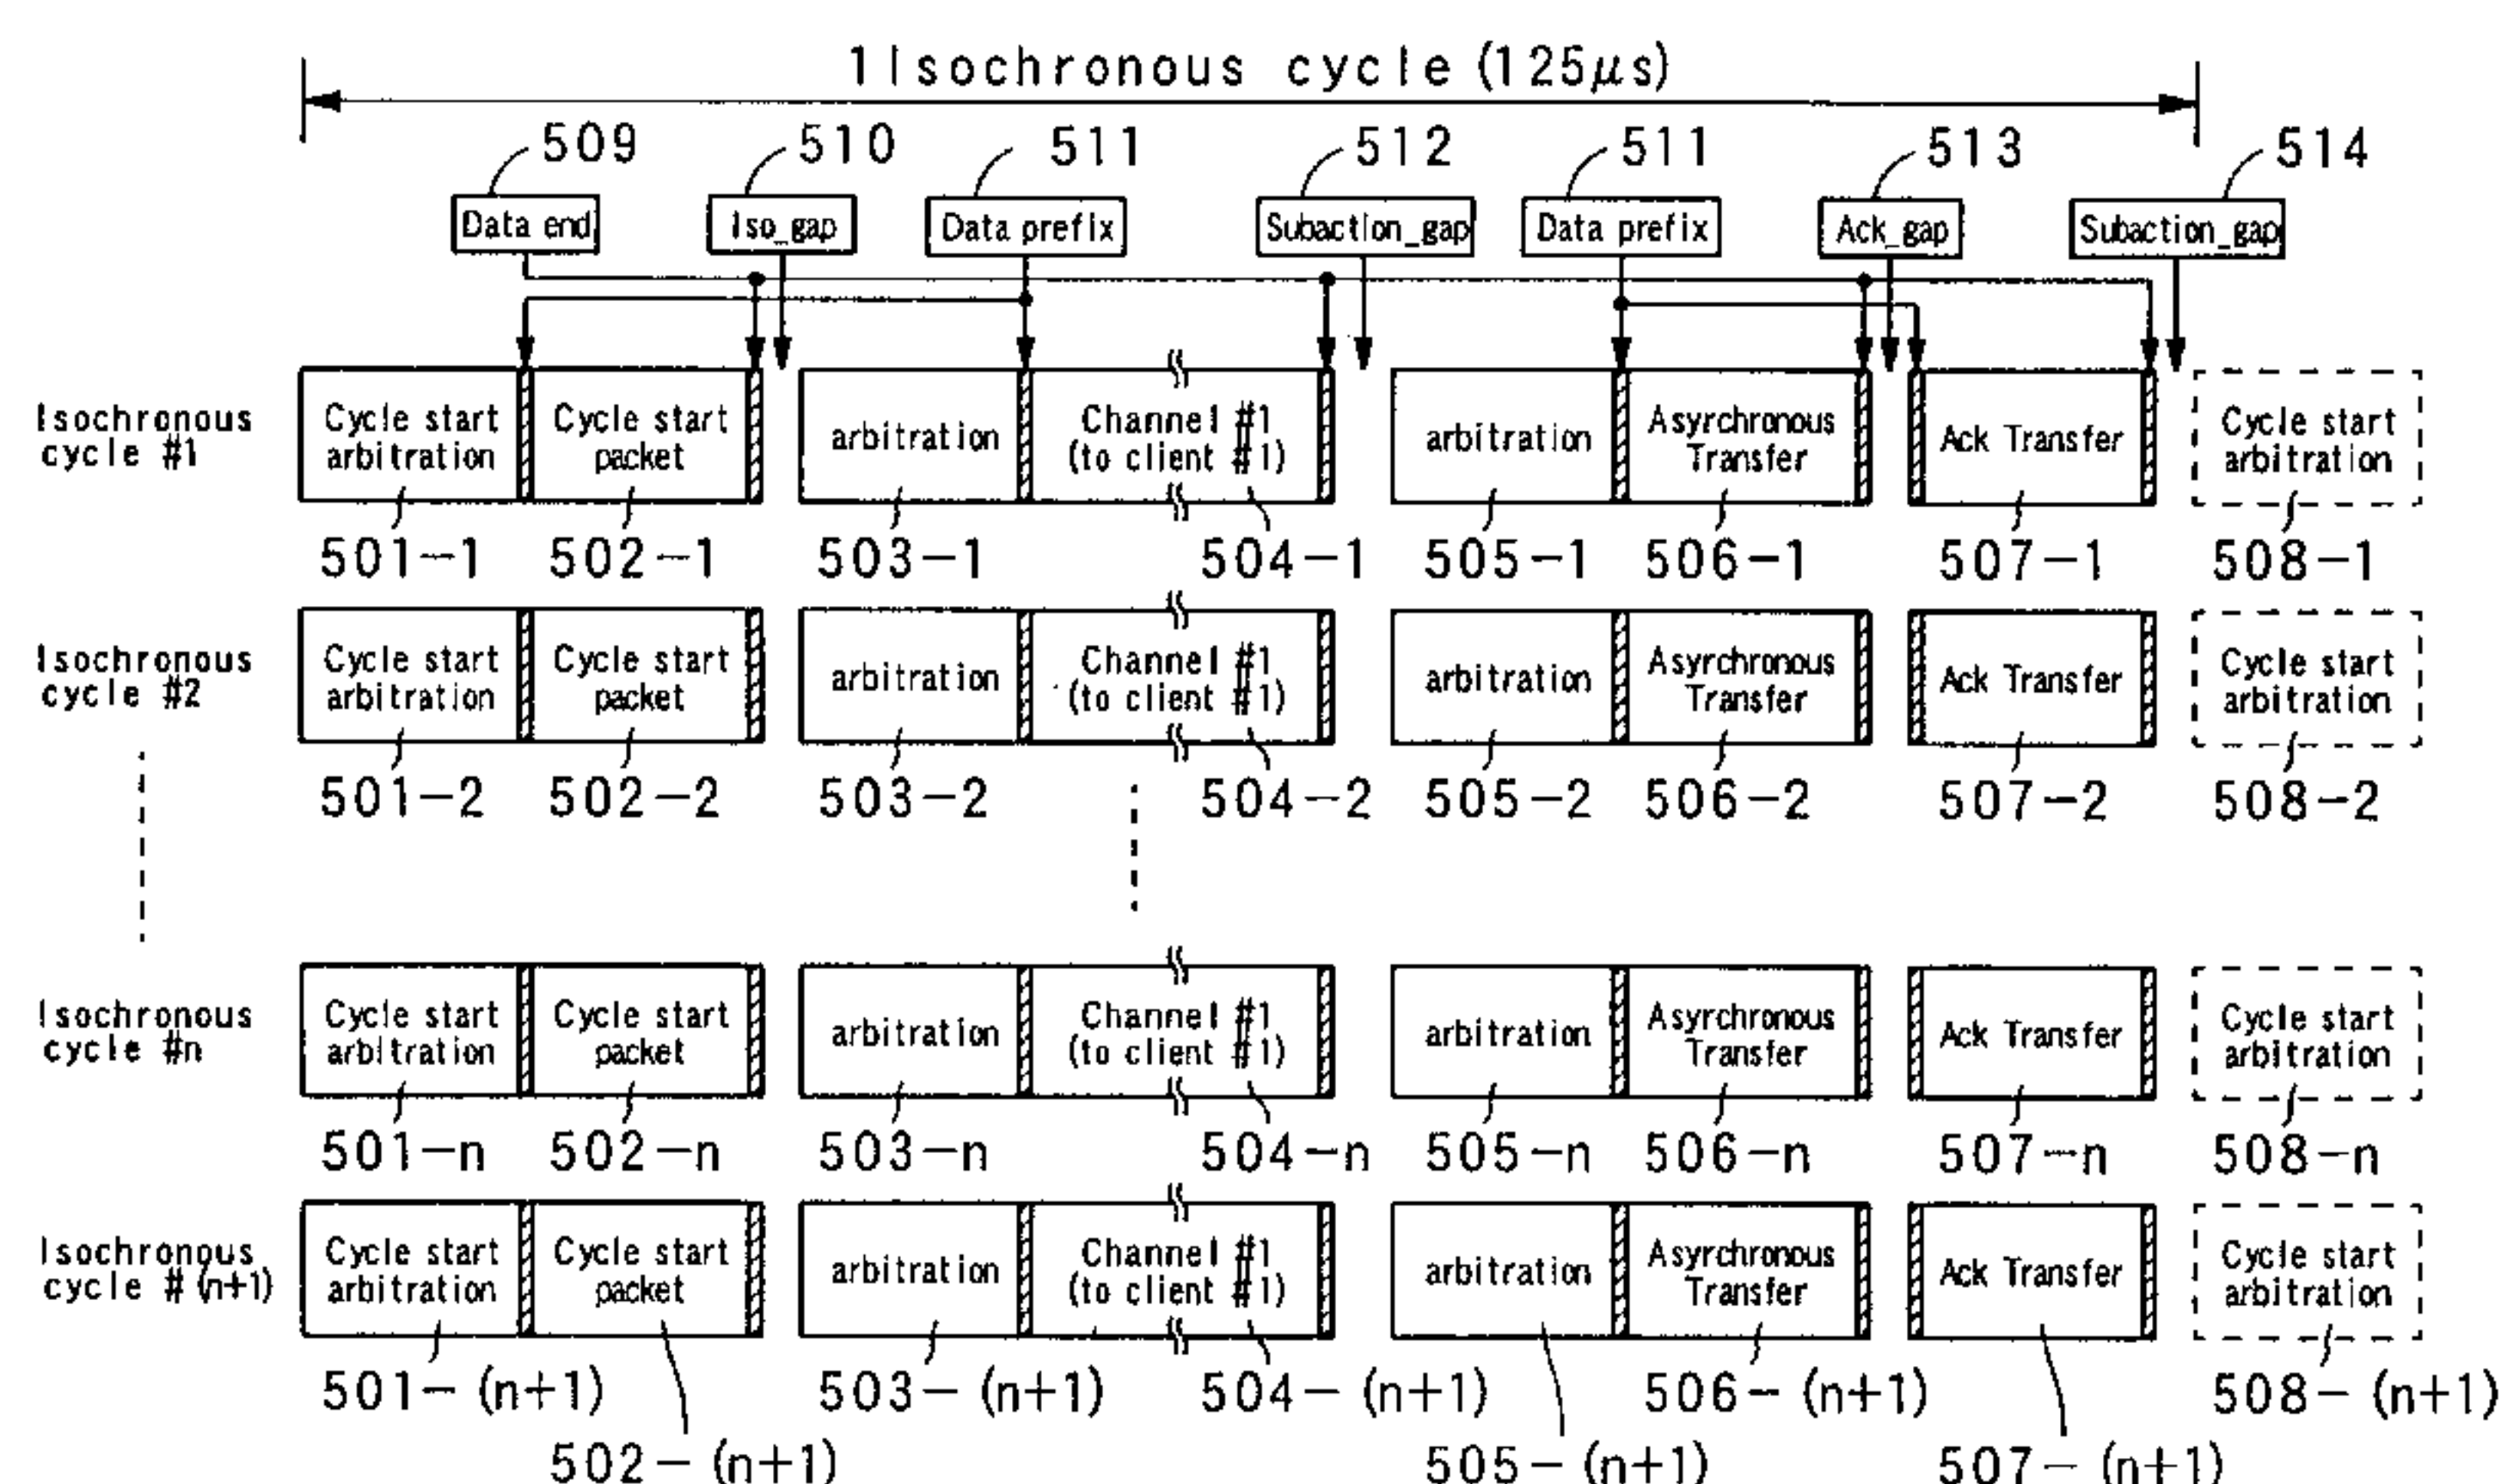 1 Isochronous cycle (125μs)
509 510 511 512 511 513 514
Data end Iso_gap Data prefix Subaction_gap Data prefix Ack_gap Subaction_gap
Isochronous
cycle #1
Cycle start
arbitration
Cycle start
packet
arbitration
Channel #1
(to client #1)
arbitration
Asyrchronous
Transfer
Ack Transfer
Cycle start
arbitration
501-1 502-1 503-1 504-1 505-1 506-1 507-1 508-1
Isochronous
cycle #2
Cycle start
arbitration
Cycle start
packet
arbitration
Channel #1
(to client #1)
arbitration
Asyrchronous
Transfer
Ack Transfer
Cycle start
arbitration
501-2 502-2 503-2 504-2 505-2 506-2 507-2 508-2
Isochronous
cycle #n
Cycle start
arbitration
Cycle start
packet
arbitration
Channel #1
(to client #1)
arbitration
Asyrchronous
Transfer
Ack Transfer
Cycle start
arbitration
501-n 502-n 503-n 504-n 505-n 506-n 507-n 508-n
Isochronous
cycle #(n+1)
Cycle start
arbitration
Cycle start
packet
arbitration
Channel #1
(to client #1)
arbitration
Asyrchronous
Transfer
Ack Transfer
Cycle start
arbitration
501-(n+1) 503-(n+1) 504-(n+1) 506-(n+1) 508-(n+1)
502-(n+1) 505-(n+1) 507-(n+1)